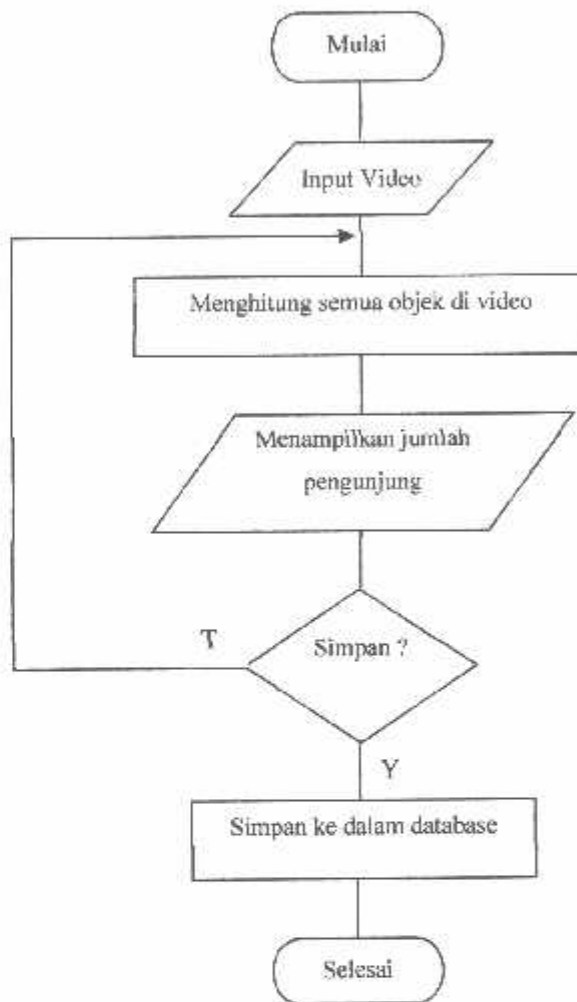 Mulai
Input Video
Menghitung semua objek di video
Menampilkan jumlah
pengunjung
T
Simpan ?
Y
Simpan ke dalam database
Selesai